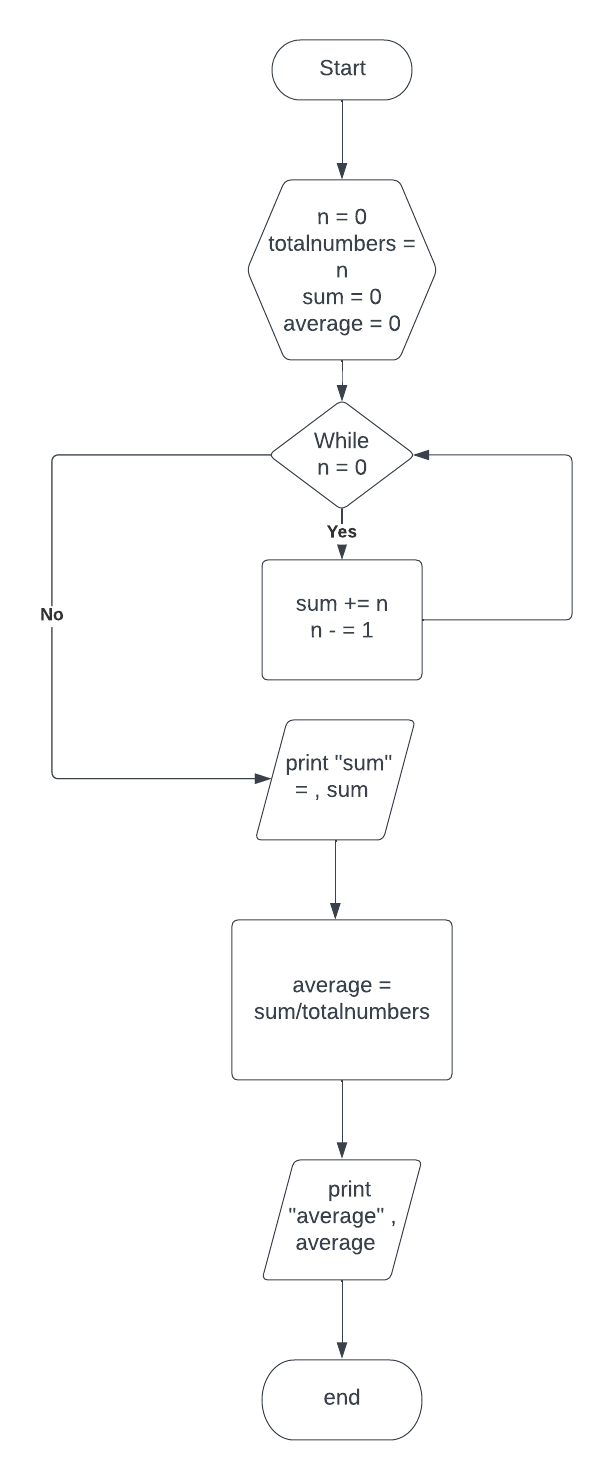 Start
n = 0
totalnumbers =
n
sum = 0
average = 0
While
n = 0
Yes
sum += n
n - = 1
No
print "sum"
= , sum
average =
sum/totalnumbers
print
"average" ,
average
end